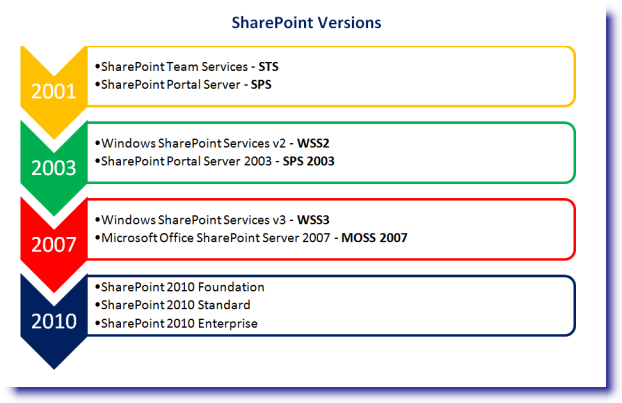 SharePoint Versions
2001
•SharePoint Team Services - STS
•SharePoint Portal Server - SPS
2003
•Windows SharePoint Services v2 - WSS2
•SharePoint Portal Server 2003 - SPS 2003
2007
•Windows SharePoint Services v3 - WSS3
•Microsoft Office SharePoint Server 2007 - MOSS 2007
2010
•SharePoint 2010 Foundation
•SharePoint 2010 Standard
•SharePoint 2010 Enterprise